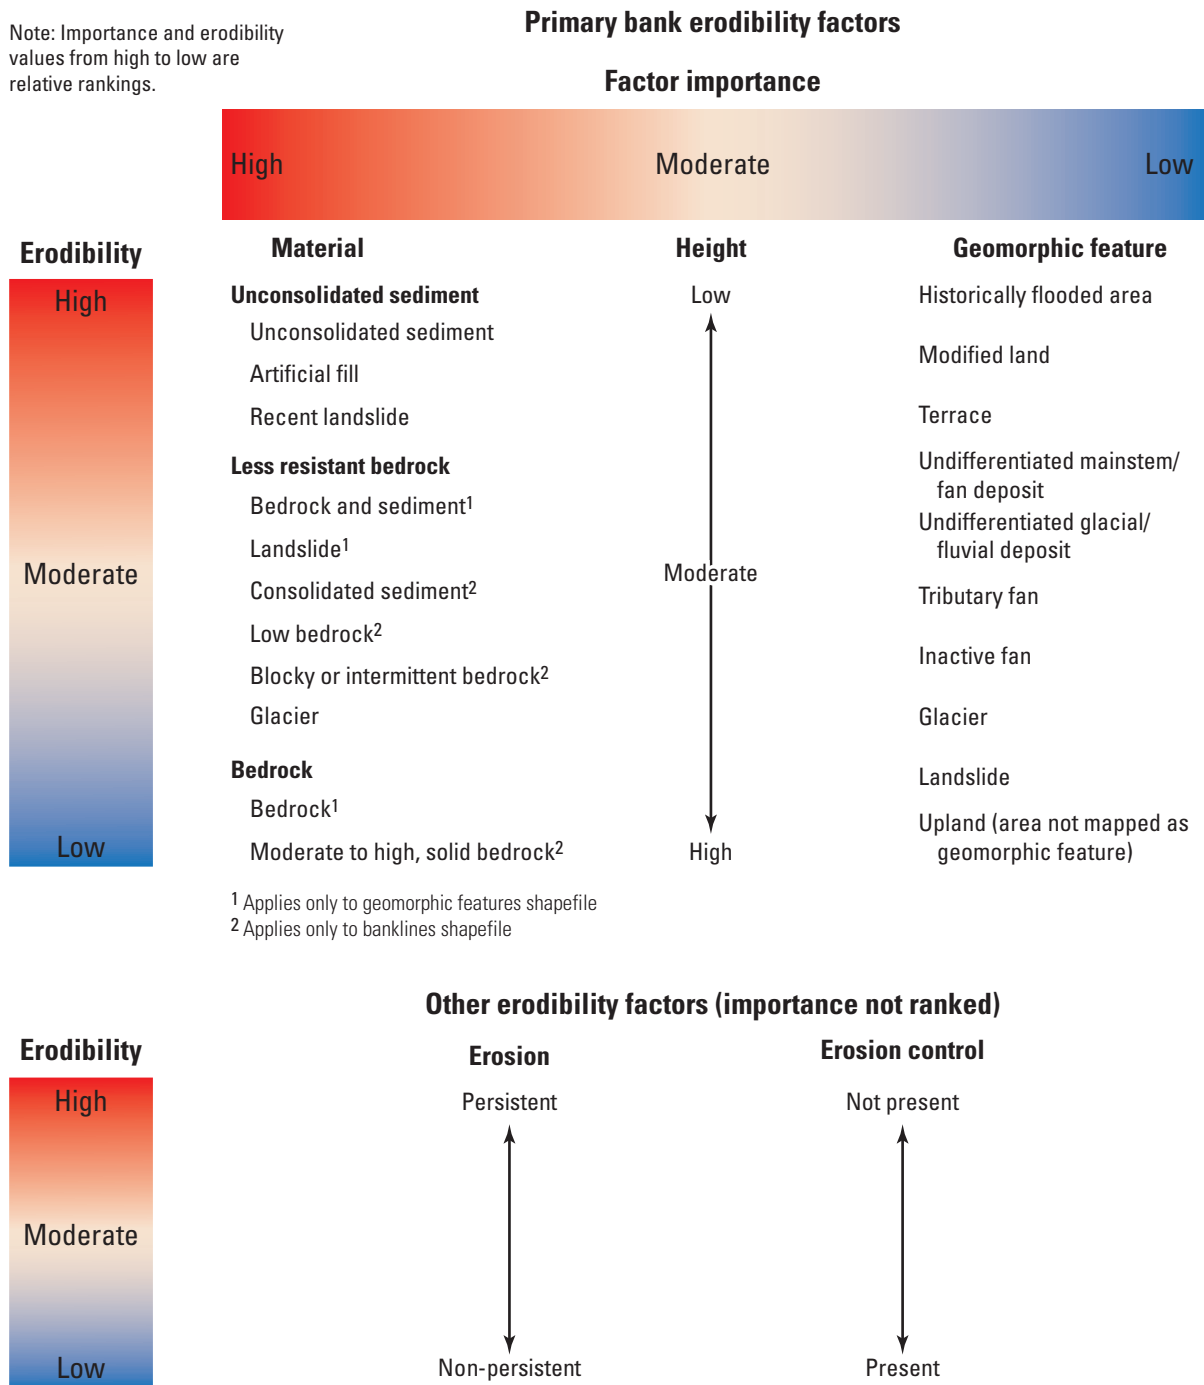 Note: Importance and erodibility
values from high to low are
relative rankings.
Primary bank erodibility factors
Factor importance
High
Moderate
Low
Erodibility
High
Moderate
Low
Material
Unconsolidated sediment
Unconsolidated sediment
Artificial fill
Recent landslide
Less resistant bedrock
Bedrock and sediment1
Landslide1
Consolidated sediment2
Low bedrock2
Blocky or intermittent bedrock2
Glacier
Bedrock
Bedrock1
Moderate to high, solid bedrock2
Height
Low
Moderate
High
Geomorphic feature
Historically flooded area
Modified land
Terrace
Undifferentiated mainstem/
fan deposit
Undifferentiated glacial/
fluvial deposit
Tributary fan
Inactive fan
Glacier
Landslide
Upland (area not mapped as
geomorphic feature)
1 Applies only to geomorphic features shapefile
2 Applies only to banklines shapefile
Other erodibility factors (importance not ranked)
Erodibility
High
Moderate
Low
Erosion
Persistent
Non-persistent
Erosion control
Not present
Present